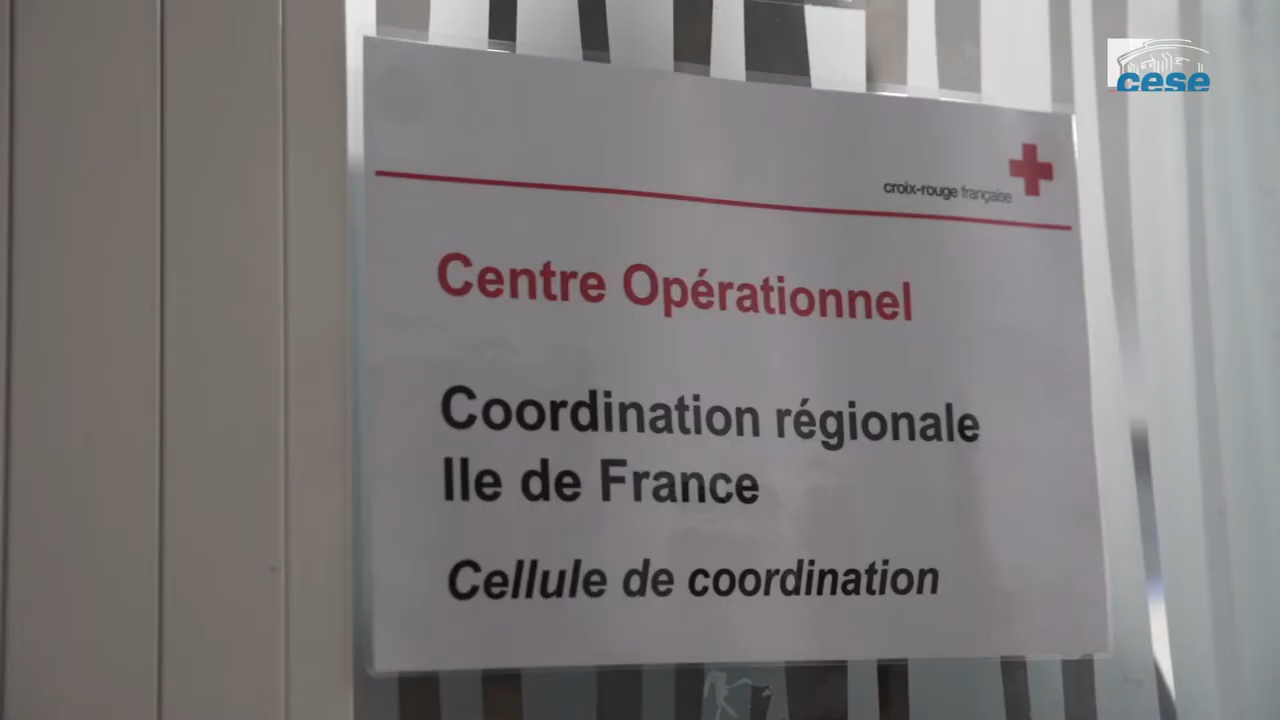 cese
croix-rouge française
Centre Opérationnel
Coordination régionale
Ile de France
Cellule de coordination